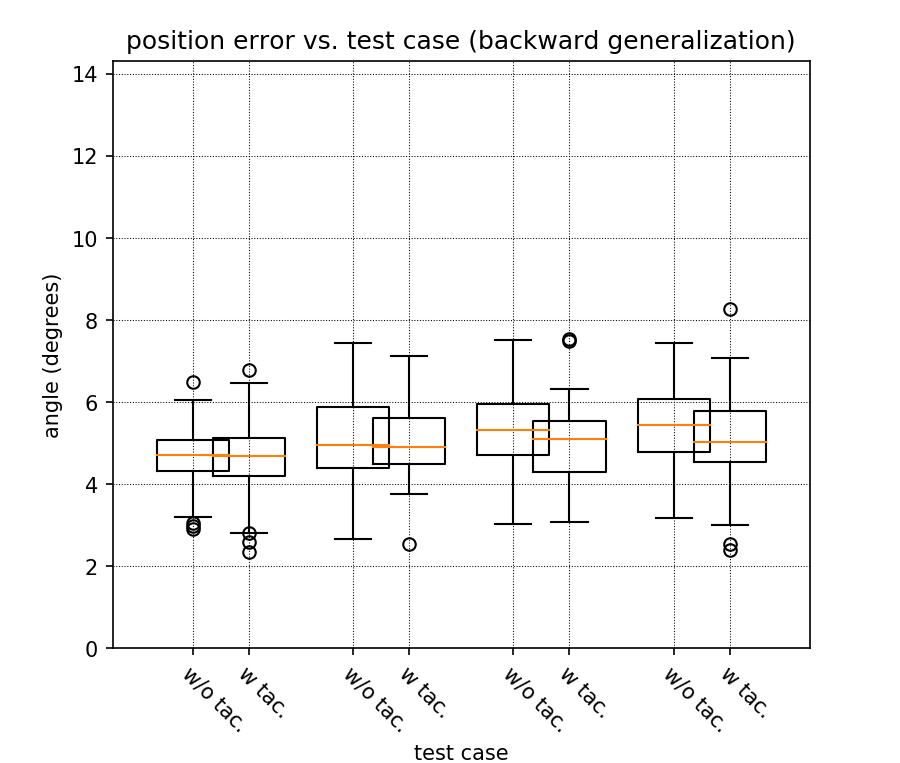 position error vs. test case (backward generalization)
14
12
10
8
6
4
2
0
angle (degrees)
w/o tac.
w tac.
w/o tac.
w tac.
w/o tac.
w tac.
w/o tac.
w tac.
test case